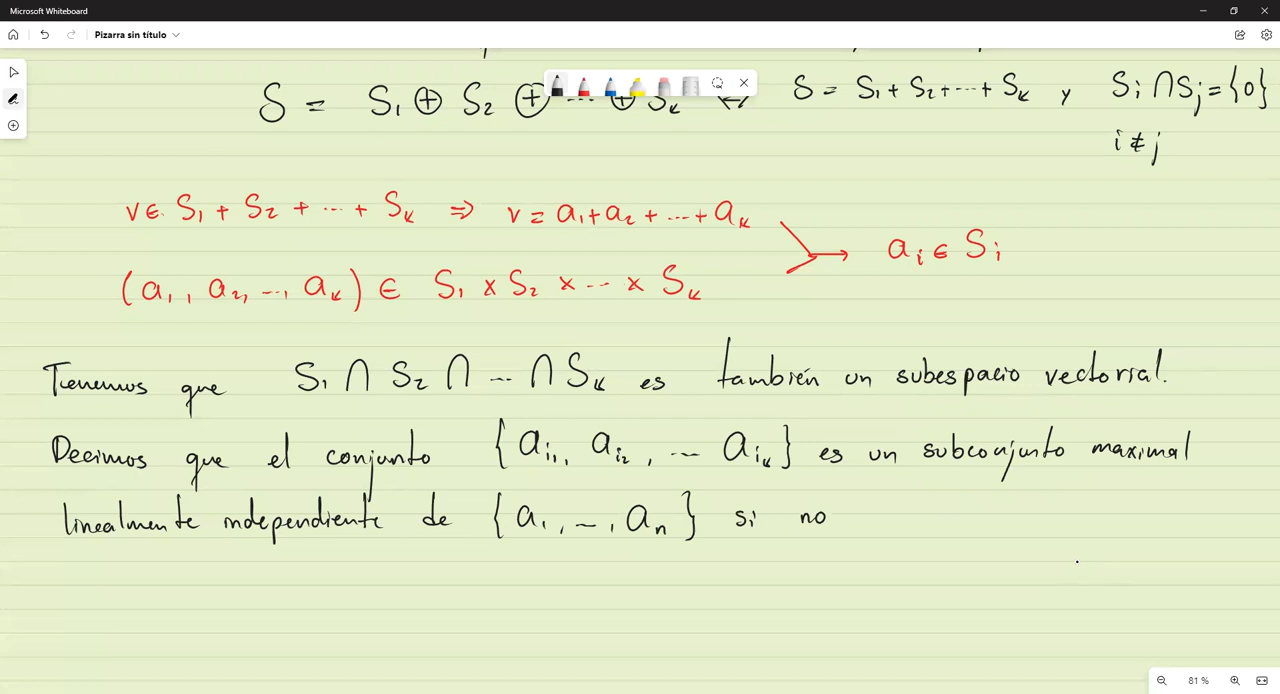 Microsoft Whiteboard
Pizarra sin título
S = S₁ ⊕ S₂ ⊕ ... ⊕ Sₖ ↔ S = S₁ + S₂ + ... + Sₖ y Sᵢ ∩ Sⱼ = {0}
i ≠ j
v ∈ S₁ + S₂ + ... + Sₖ ⇒ v = a₁ + a₂ + ... + aₖ
aᵢ ∈ Sᵢ
(a₁, a₂, ..., aₖ) ∈ S₁ × S₂ × ... × Sₖ
Tenemos que S₁ ∩ S₂ ∩ ... ∩ Sₖ es también un subespacio vectorial.
Decimos que el conjunto {aᵢ₁, aᵢ₂, ... aᵢₖ} es un subconjunto maximal
linealmente independiente de {a₁, ..., aₙ} si no
81 %